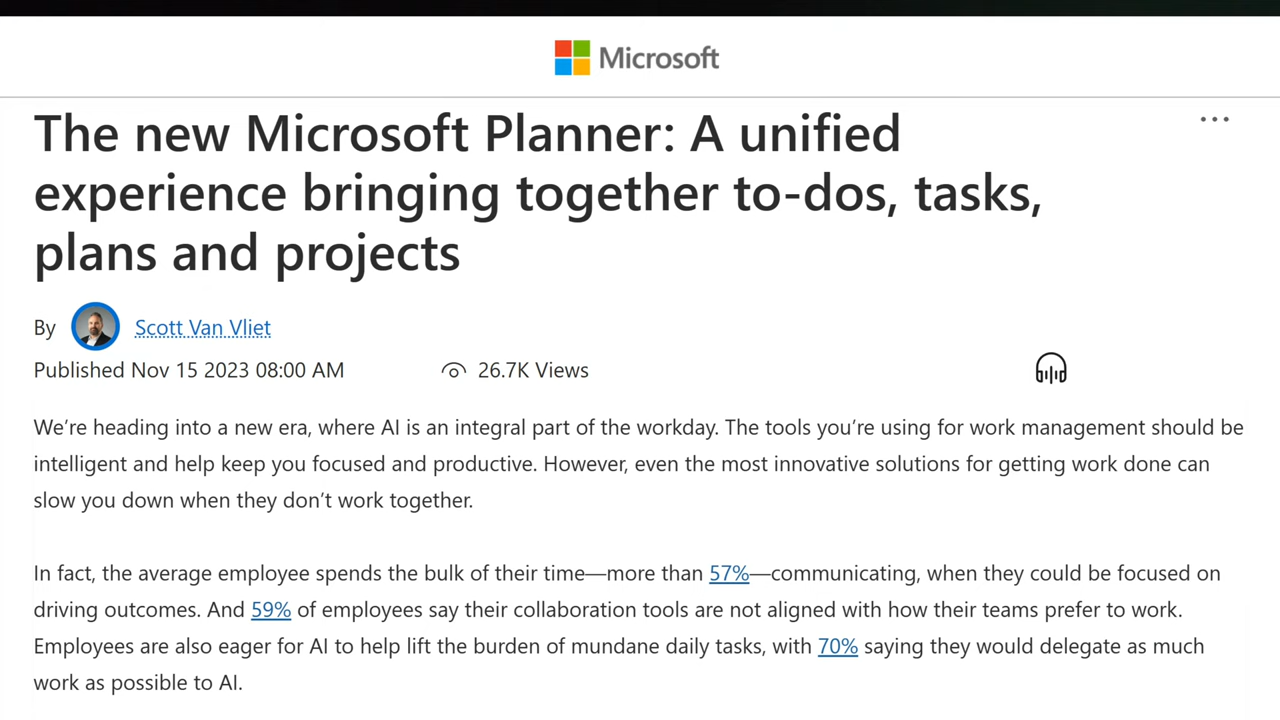 Microsoft
The new Microsoft Planner: A unified
experience bringing together to-dos, tasks,
plans and projects
By Scott Van Vliet
Published Nov 15 2023 08:00 AM 26.7K Views
We’re heading into a new era, where AI is an integral part of the workday. The tools you’re using for work management should be
intelligent and help keep you focused and productive. However, even the most innovative solutions for getting work done can
slow you down when they don’t work together.
In fact, the average employee spends the bulk of their time—more than 57%—communicating, when they could be focused on
driving outcomes. And 59% of employees say their collaboration tools are not aligned with how their teams prefer to work.
Employees are also eager for AI to help lift the burden of mundane daily tasks, with 70% saying they would delegate as much
work as possible to AI.